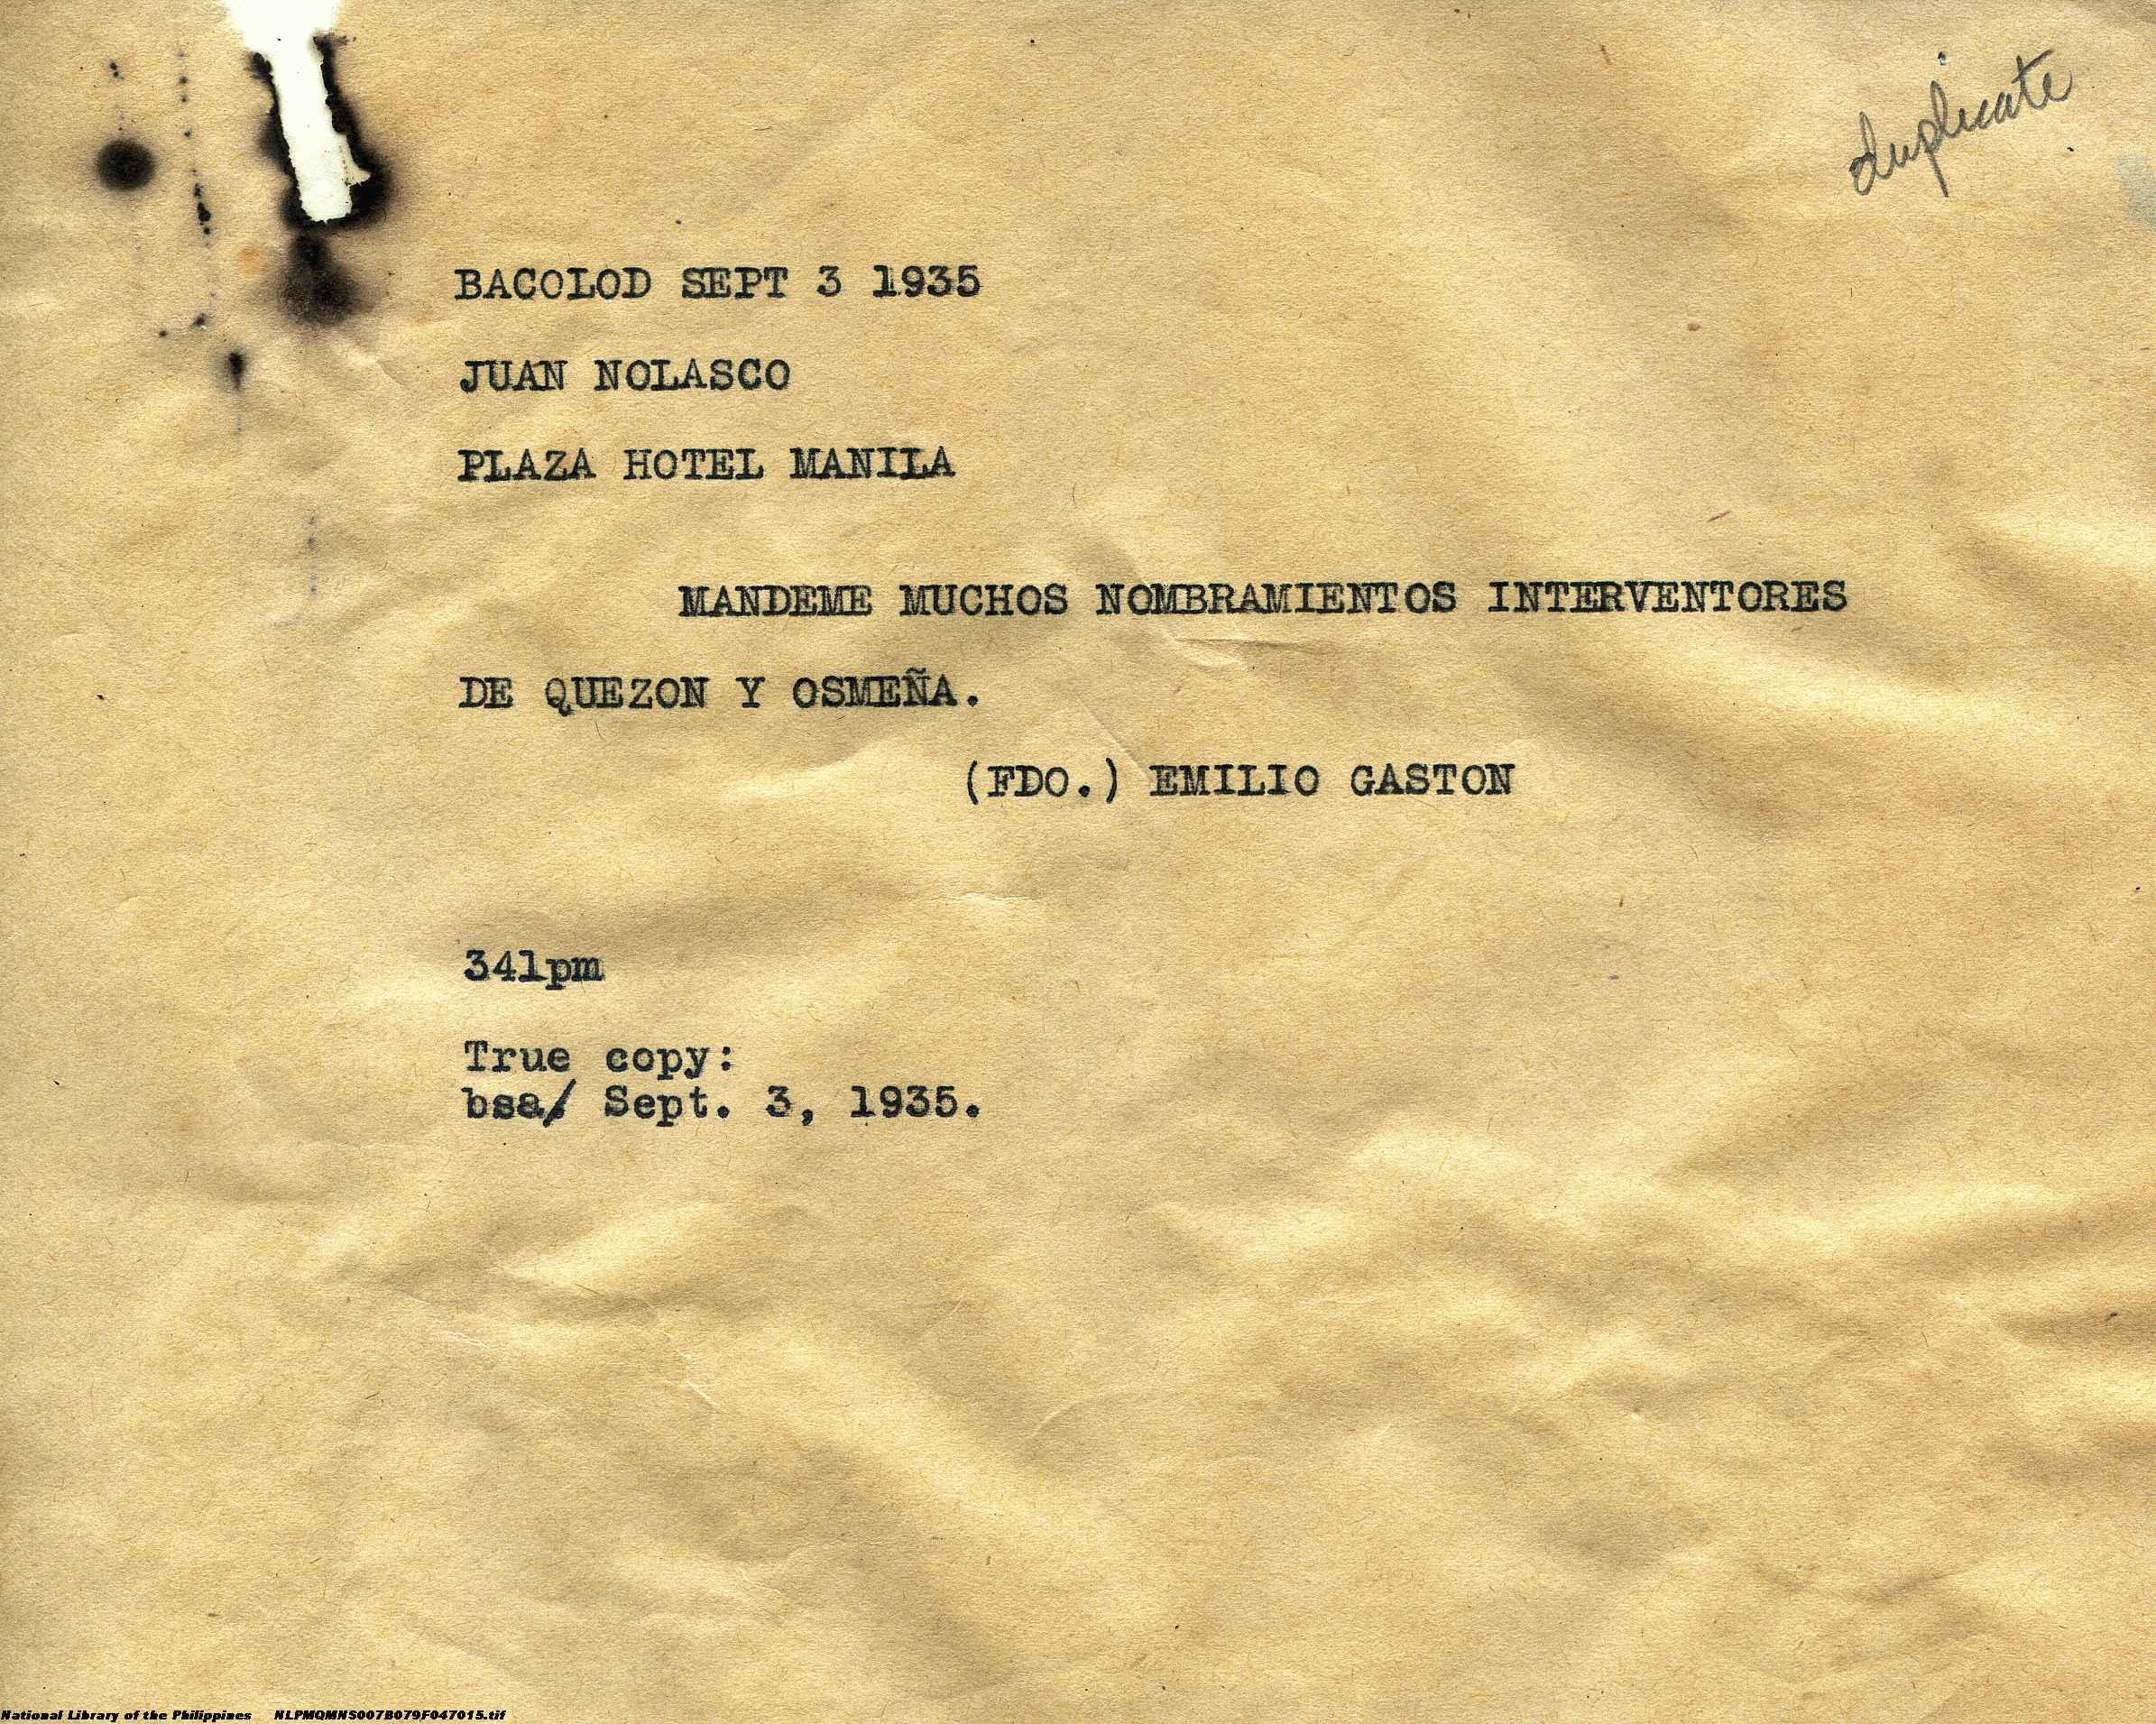 duplicate
BACOLOD SEPT 3 1935
JUAN NOLASCO
PLAZA HOTEL MANILA
MANDEME MUCHOS NOMBRAMIENTOS INTERVENTORES
DE QUEZON Y OSMEÑA.
(FDO.) EMILIO GASTON
341pm
True copy:
bsa/ Sept. 3, 1935.
National Library of the Philippines NLPMQMNS007B079F047015.tif